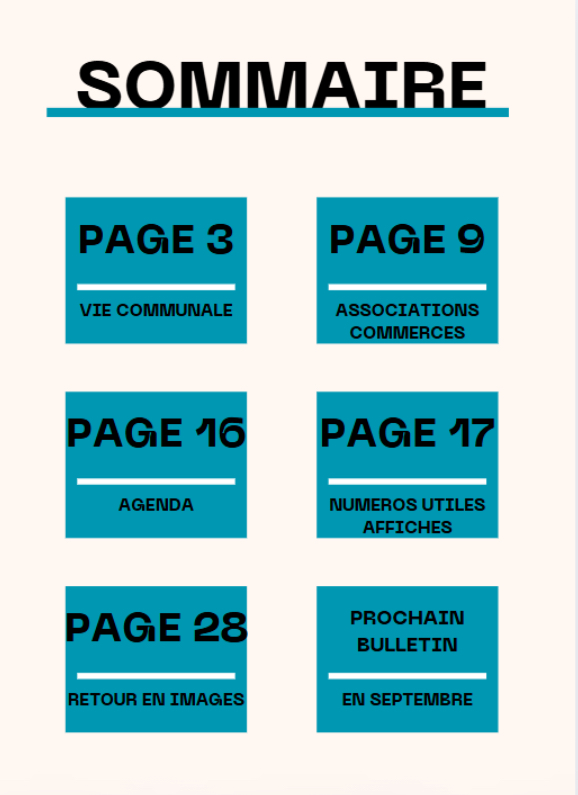 SOMMAIRE
PAGE 3
VIE COMMUNALE
PAGE 9
ASSOCIATIONS
COMMERCES
PAGE 16
AGENDA
PAGE 17
NUMEROS UTILES
AFFICHES
PAGE 28
RETOUR EN IMAGES
PROCHAIN
BULLETIN
EN SEPTEMBRE